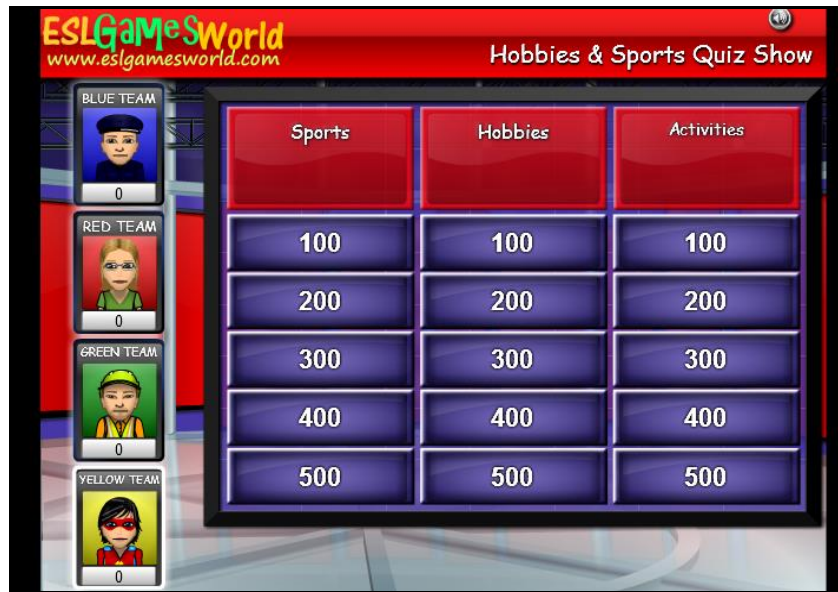 ESLGaMeSWorld
www.eslgamesworld.com
Hobbies & Sports Quiz Show
BLUE TEAM
0
RED TEAM
0
GREEN TEAM
0
YELLOW TEAM
0
Sports Hobbies Activities
100 100 100
200 200 200
300 300 300
400 400 400
500 500 500